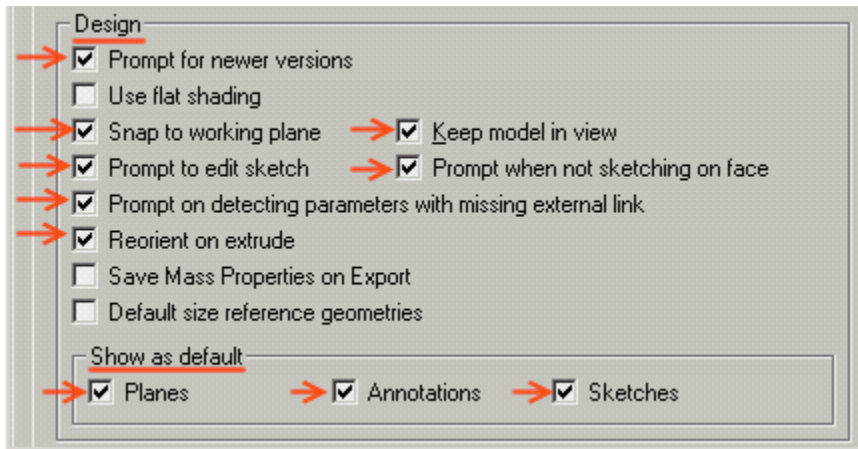 Design
Prompt for newer versions
Use flat shading
Snap to working plane Keep model in view
Prompt to edit sketch Prompt when not sketching on face
Prompt on detecting parameters with missing external link
Reorient on extrude
Save Mass Properties on Export
Default size reference geometries
Show as default
Planes Annotations Sketches